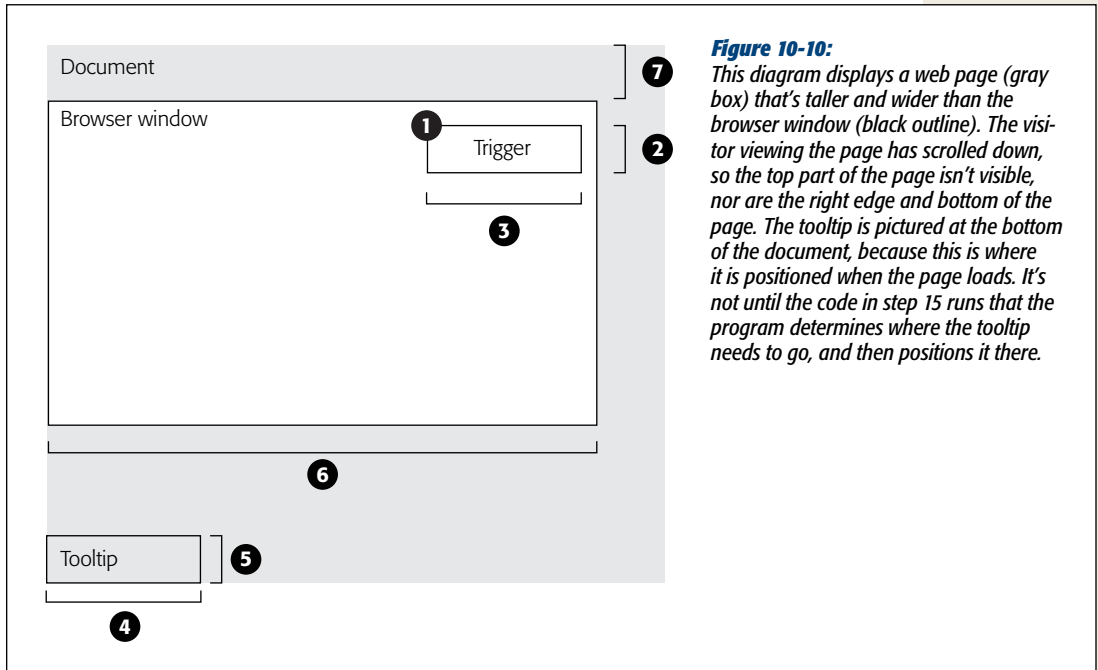 Document
7
Browser window
1
Trigger
2
3
6
Tooltip
5
4
Figure 10-10:
This diagram displays a web page (gray
box) that's taller and wider than the
browser window (black outline). The visi-
tor viewing the page has scrolled down,
so the top part of the page isn't visible,
nor are the right edge and bottom of the
page. The tooltip is pictured at the bottom
of the document, because this is where
it is positioned when the page loads. It's
not until the code in step 15 runs that the
program determines where the tooltip
needs to go, and then positions it there.